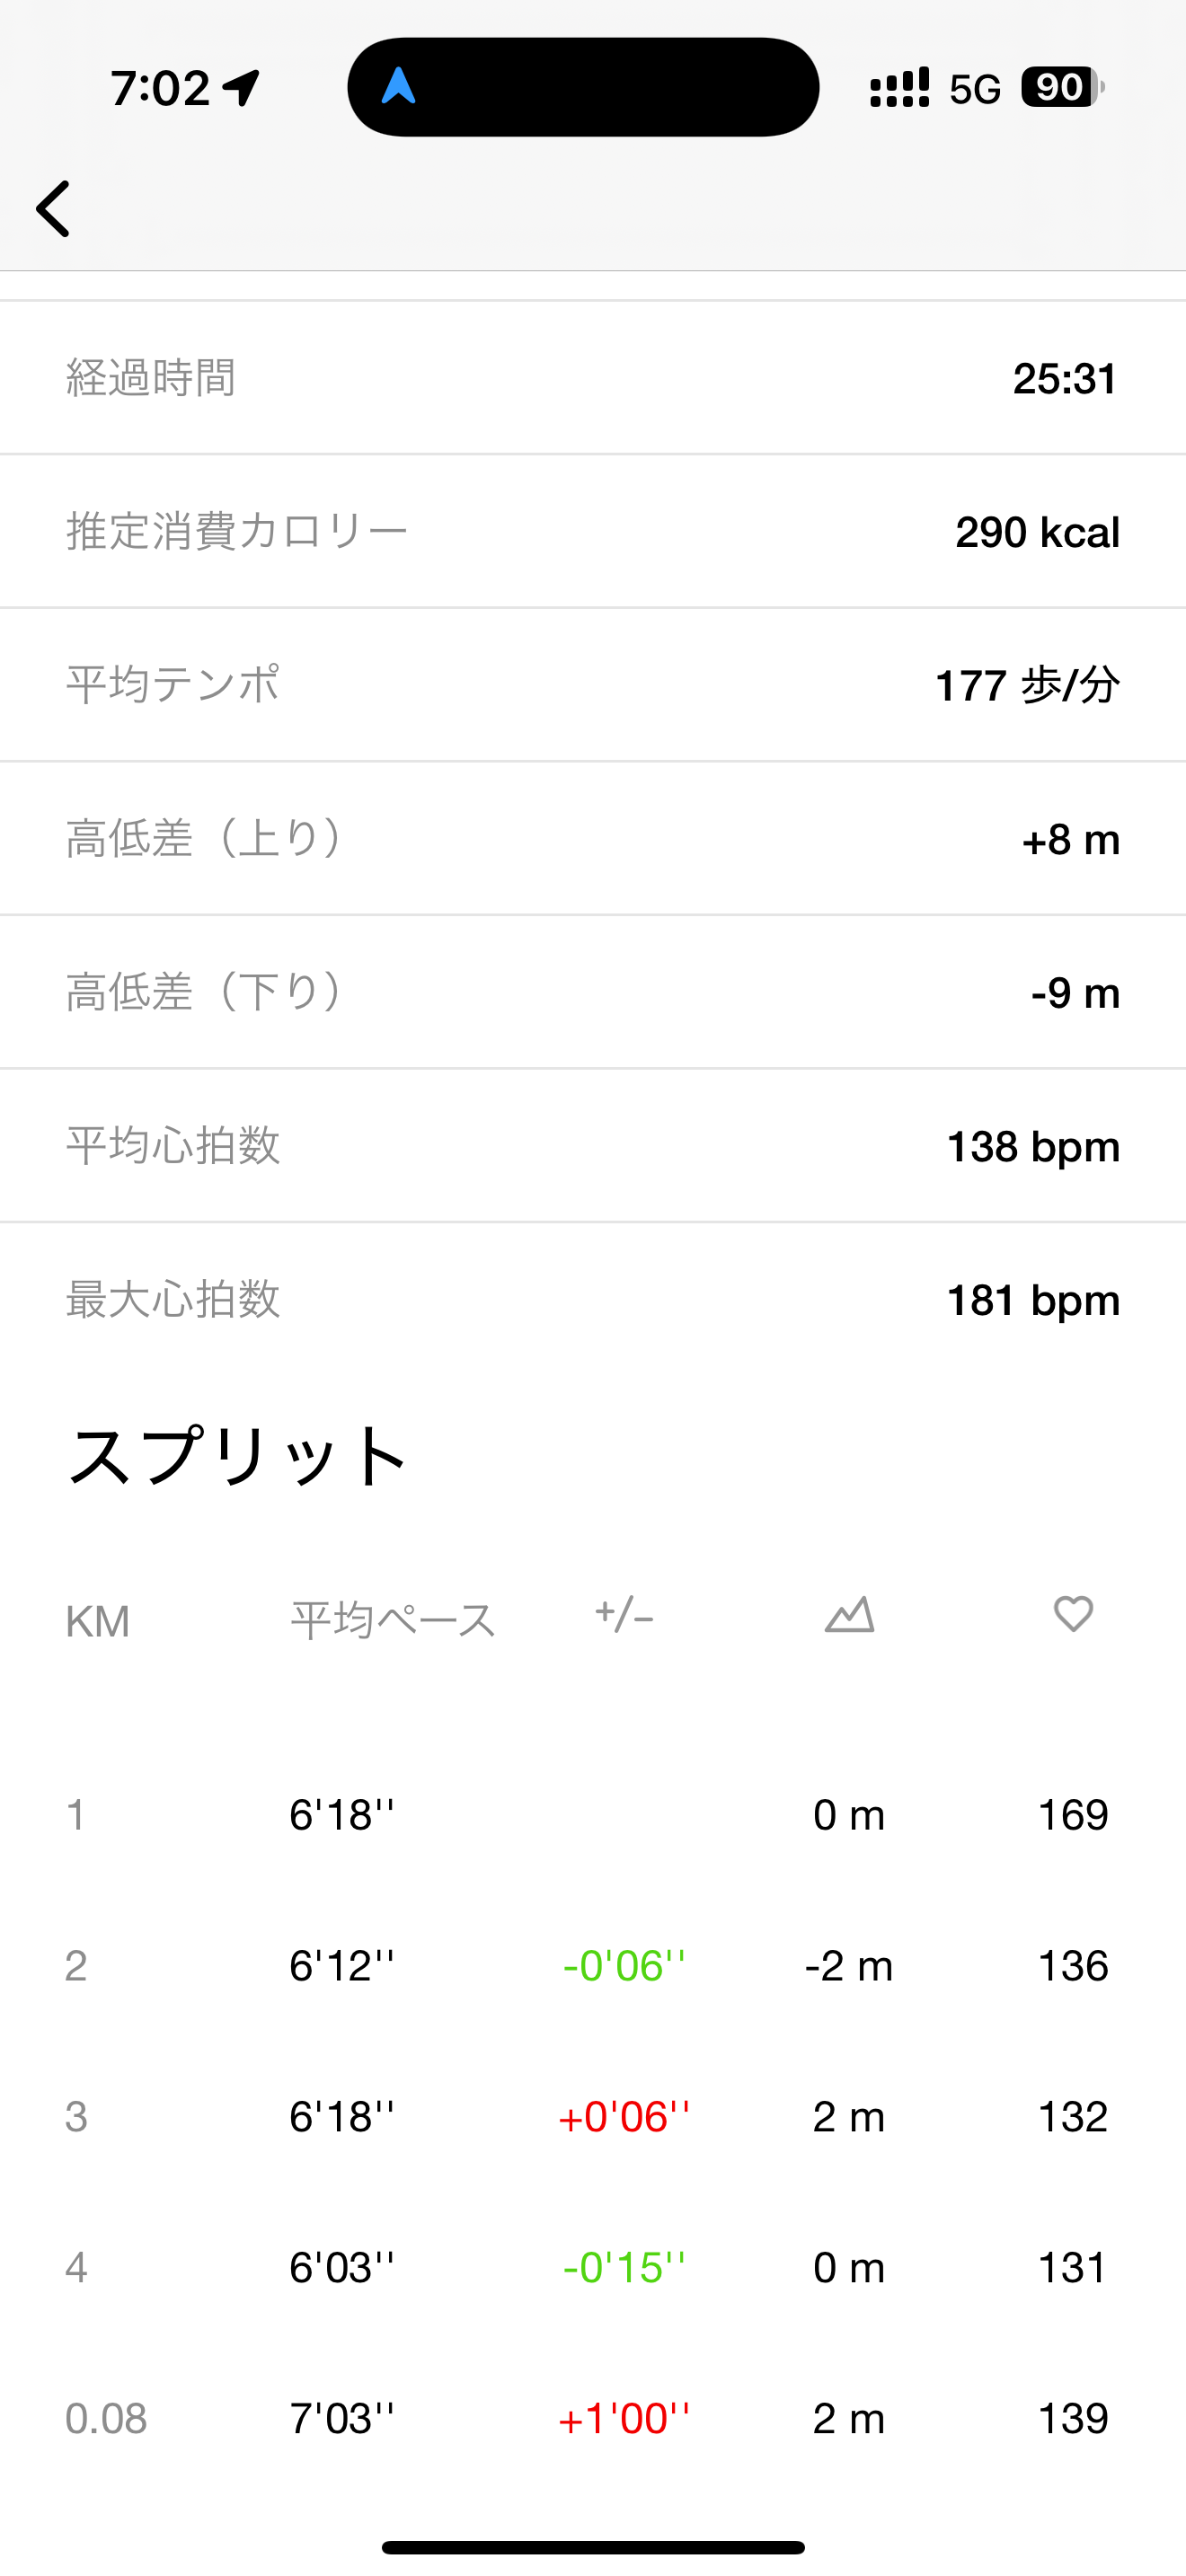 7:02 5G 90
経過時間 25:31
推定消費カロリー 290 kcal
平均テンポ 177 歩/分
高低差（上り） +8 m
高低差（下り） -9 m
平均心拍数 138 bpm
最大心拍数 181 bpm
スプリット
KM 平均ペース +/-
1 6'18'' 0 m 169
2 6'12'' -0'06'' -2 m 136
3 6'18'' +0'06'' 2 m 132
4 6'03'' -0'15'' 0 m 131
0.08 7'03'' +1'00'' 2 m 139